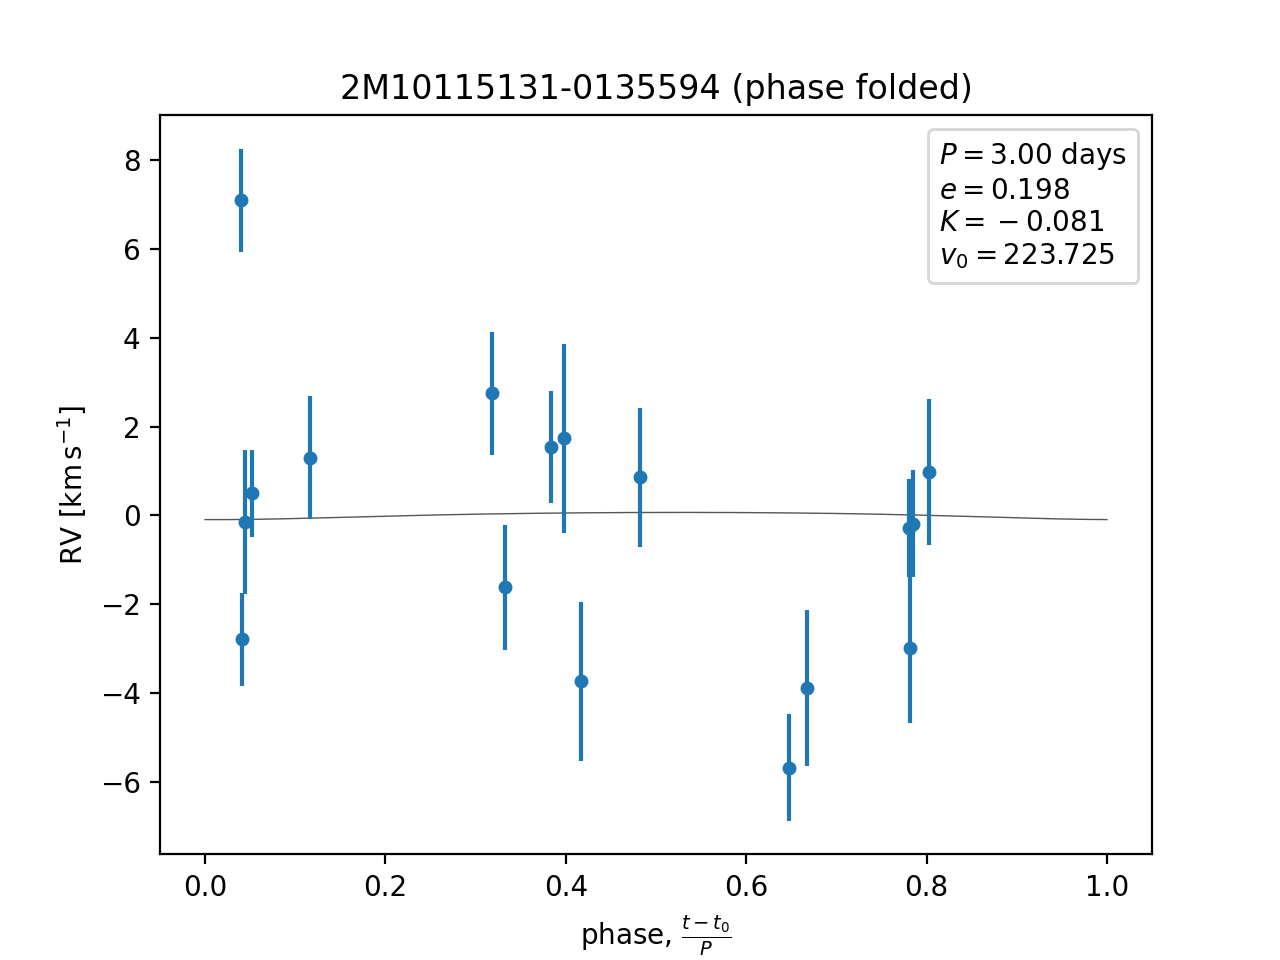 2M10115131-0135594 (phase folded)
P = 3.00 days
e = 0.198
K = −0.081
v₀ = 223.725
8
6
4
2
0
−2
−4
−6
RV [km s⁻¹]
0.0 0.2 0.4 0.6 0.8 1.0
phase, (t − t₀)/P